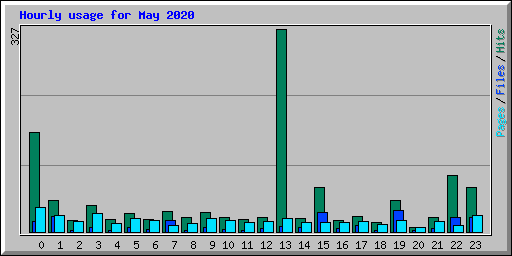 Hourly usage for May 2020
327
Pages/Files/Hits
0 1 2 3 4 5 6 7 8 9 10 11 12 13 14 15 16 17 18 19 20 21 22 23